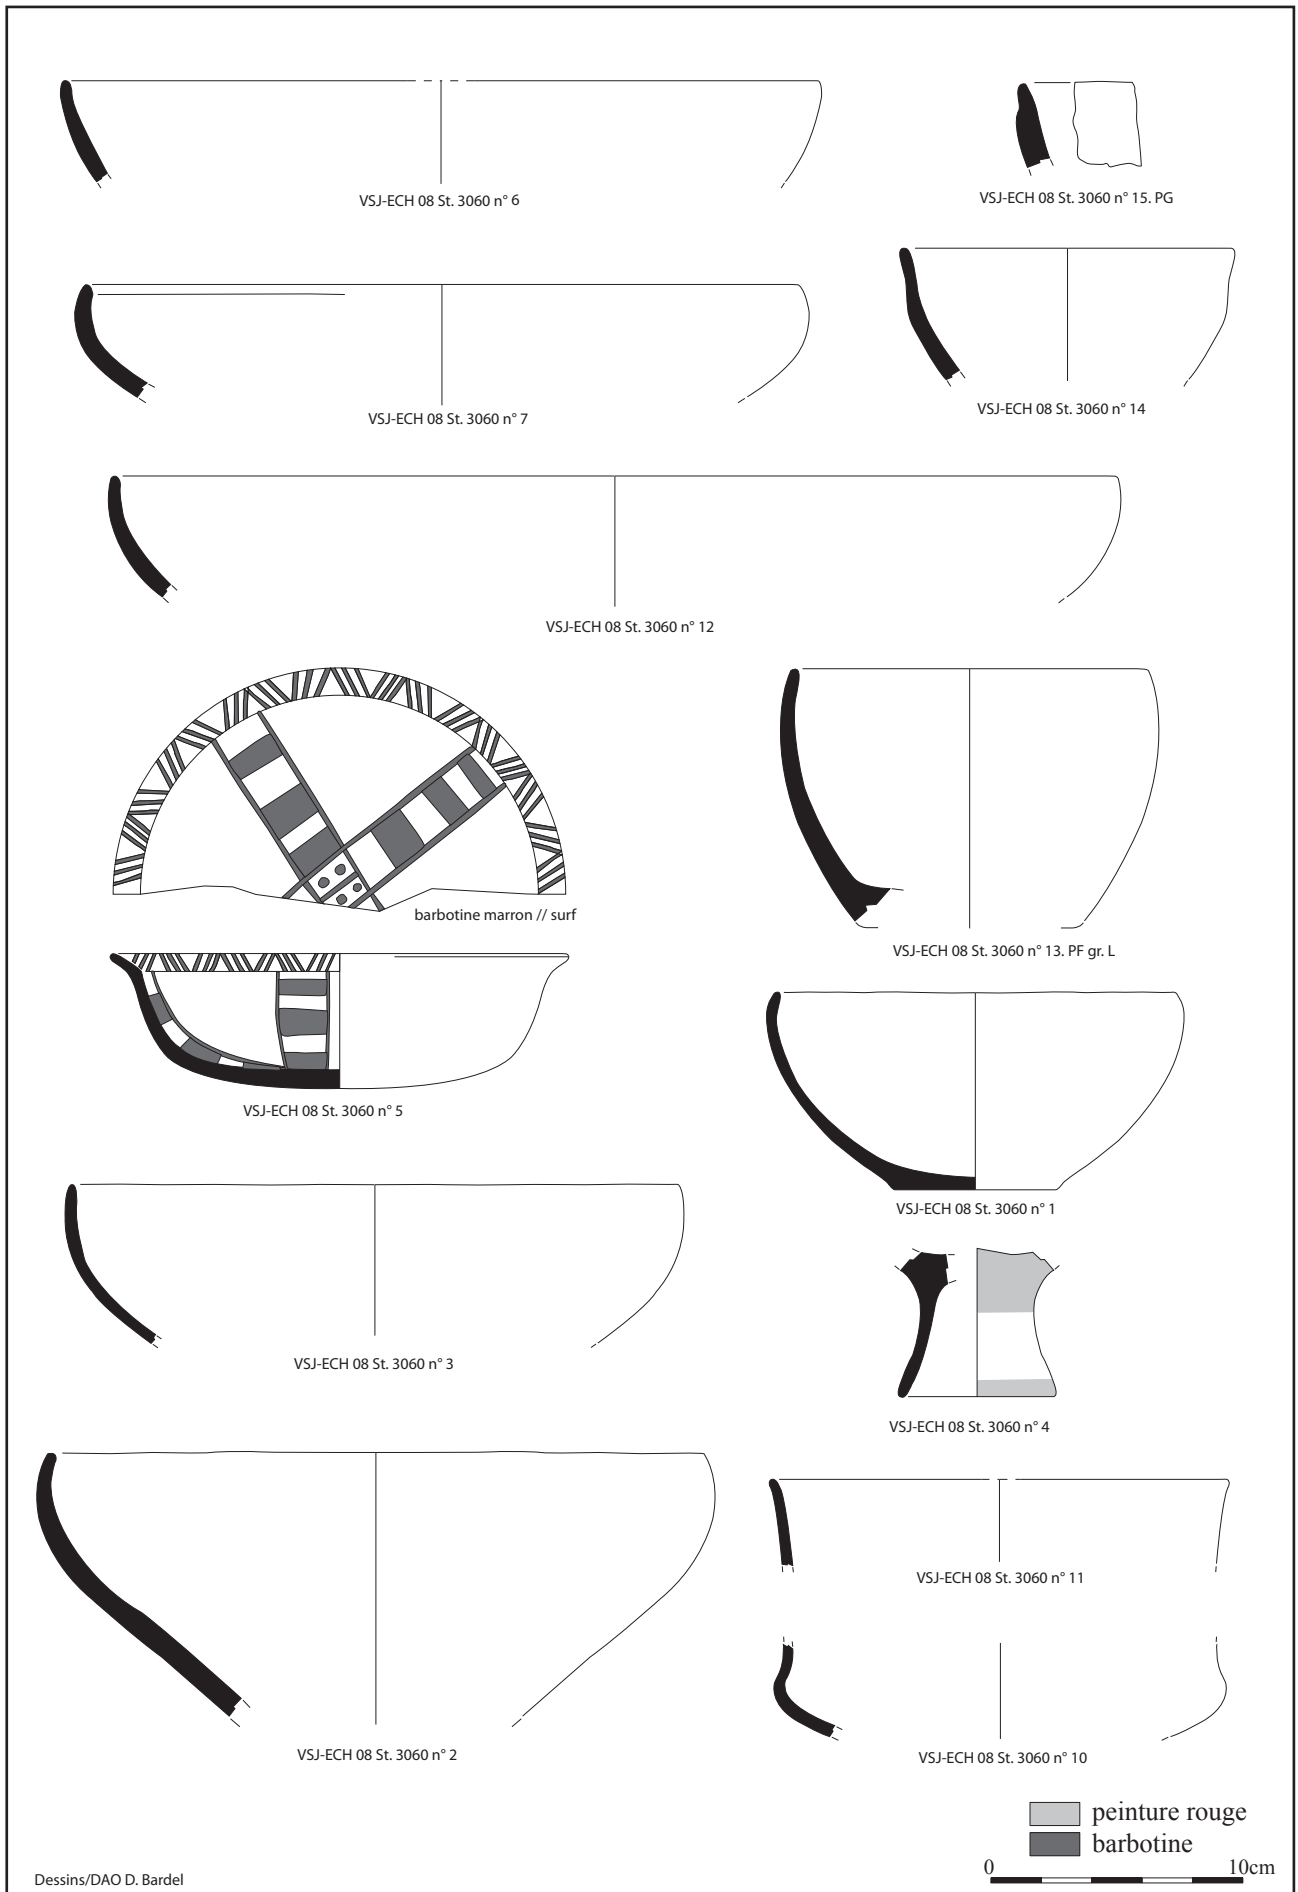 VSJ-ECH 08 St. 3060 n° 6
VSJ-ECH 08 St. 3060 n° 15. PG
VSJ-ECH 08 St. 3060 n° 7
VSJ-ECH 08 St. 3060 n° 14
VSJ-ECH 08 St. 3060 n° 12
barbotine marron // surf
VSJ-ECH 08 St. 3060 n° 13. PF gr. L
VSJ-ECH 08 St. 3060 n° 5
VSJ-ECH 08 St. 3060 n° 1
VSJ-ECH 08 St. 3060 n° 3
VSJ-ECH 08 St. 3060 n° 4
VSJ-ECH 08 St. 3060 n° 11
VSJ-ECH 08 St. 3060 n° 2
VSJ-ECH 08 St. 3060 n° 10
peinture rouge
barbotine
0 10cm
Dessins/DAO D. Bardel